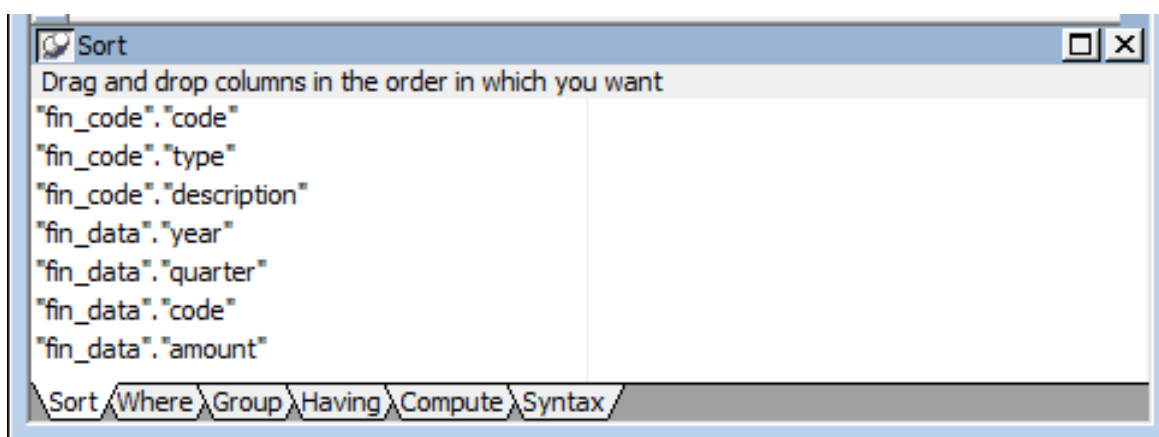 Sort
Drag and drop columns in the order in which you want
"fin_code"."code"
"fin_code"."type"
"fin_code"."description"
"fin_data"."year"
"fin_data"."quarter"
"fin_data"."code"
"fin_data"."amount"
Sort Where Group Having Compute Syntax